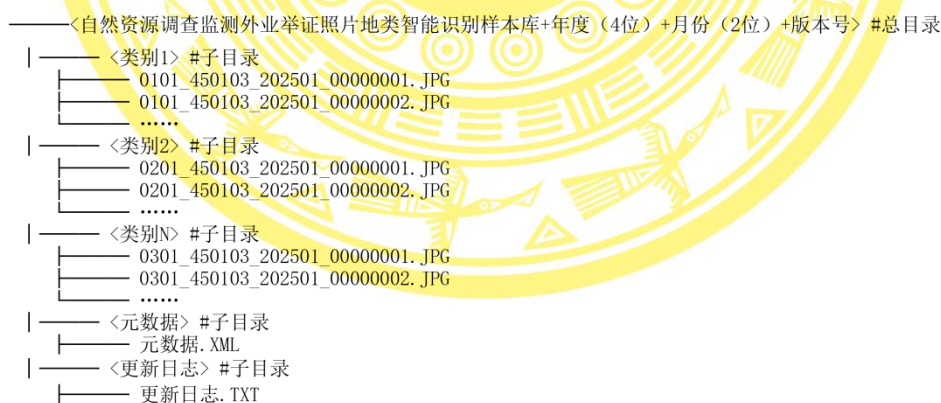 <自然资源调查监测外业举证照片地类智能识别样本库+年度（4位）+月份（2位）+版本号> #总目录
<类别1> #子目录
0101_450103_202501_00000001.JPG
0101_450103_202501_00000002.JPG
……
<类别2> #子目录
0201_450103_202501_00000001.JPG
0201_450103_202501_00000002.JPG
……
<类别N> #子目录
0301_450103_202501_00000001.JPG
0301_450103_202501_00000002.JPG
……
<元数据> #子目录
元数据.XML
<更新日志> #子目录
更新日志.TXT